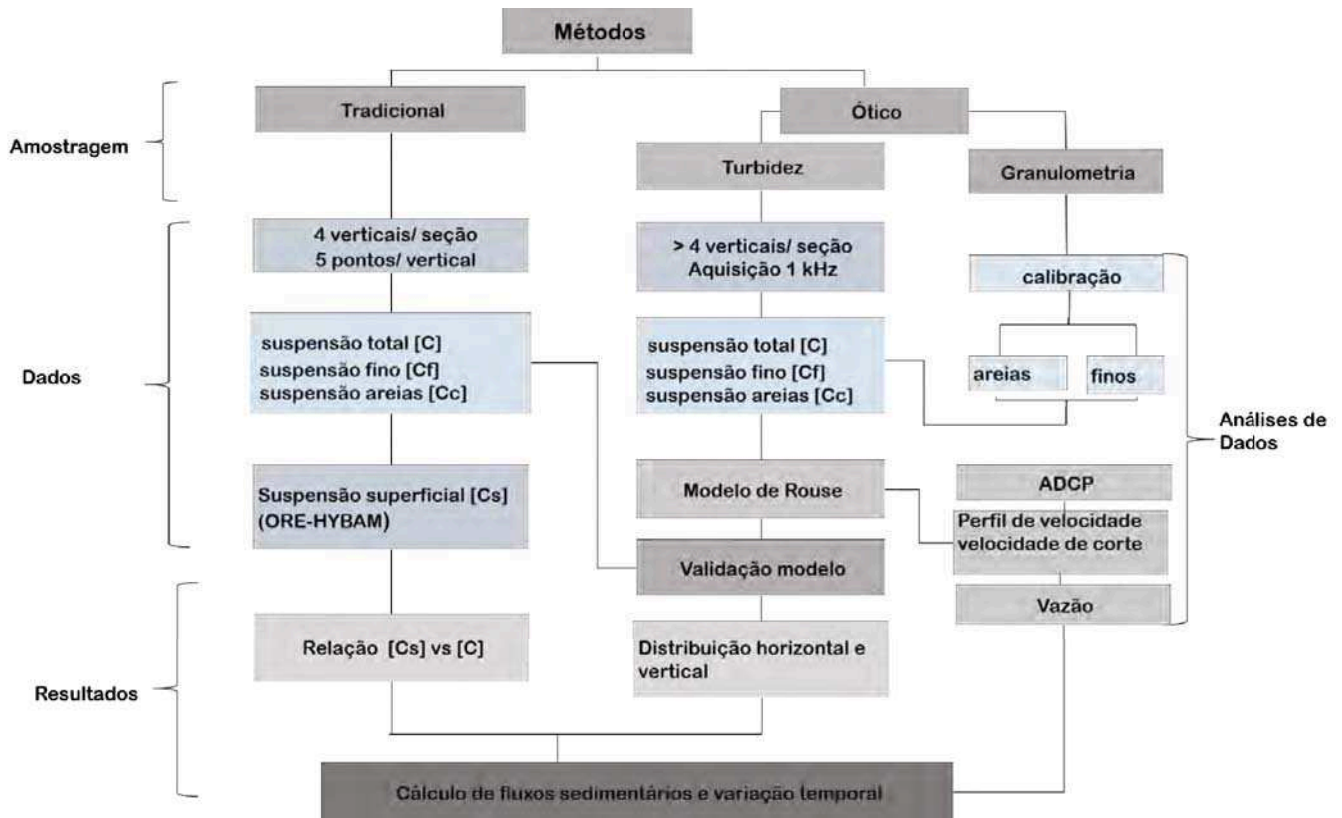 Métodos
Tradicional
Ótico
Amostragem
Turbidez
Granulometria
4 verticais/ seção
5 pontos/ vertical
> 4 verticais/ seção
Aquisição 1 kHz
calibração
suspensão total [C]
suspensão fino [Cf]
suspensão areias [Cc]
suspensão total [C]
suspensão fino [Cf]
suspensão areias [Cc]
areias
finos
Dados
Análises de
Dados
Suspensão superficial [Cs]
(ORE-HYBAM)
Modelo de Rouse
ADCP
Perfil de velocidade
velocidade de corte
Validação modelo
Vazão
Relação [Cs] vs [C]
Distribuição horizontal e
vertical
Resultados
Cálculo de fluxos sedimentários e variação temporal